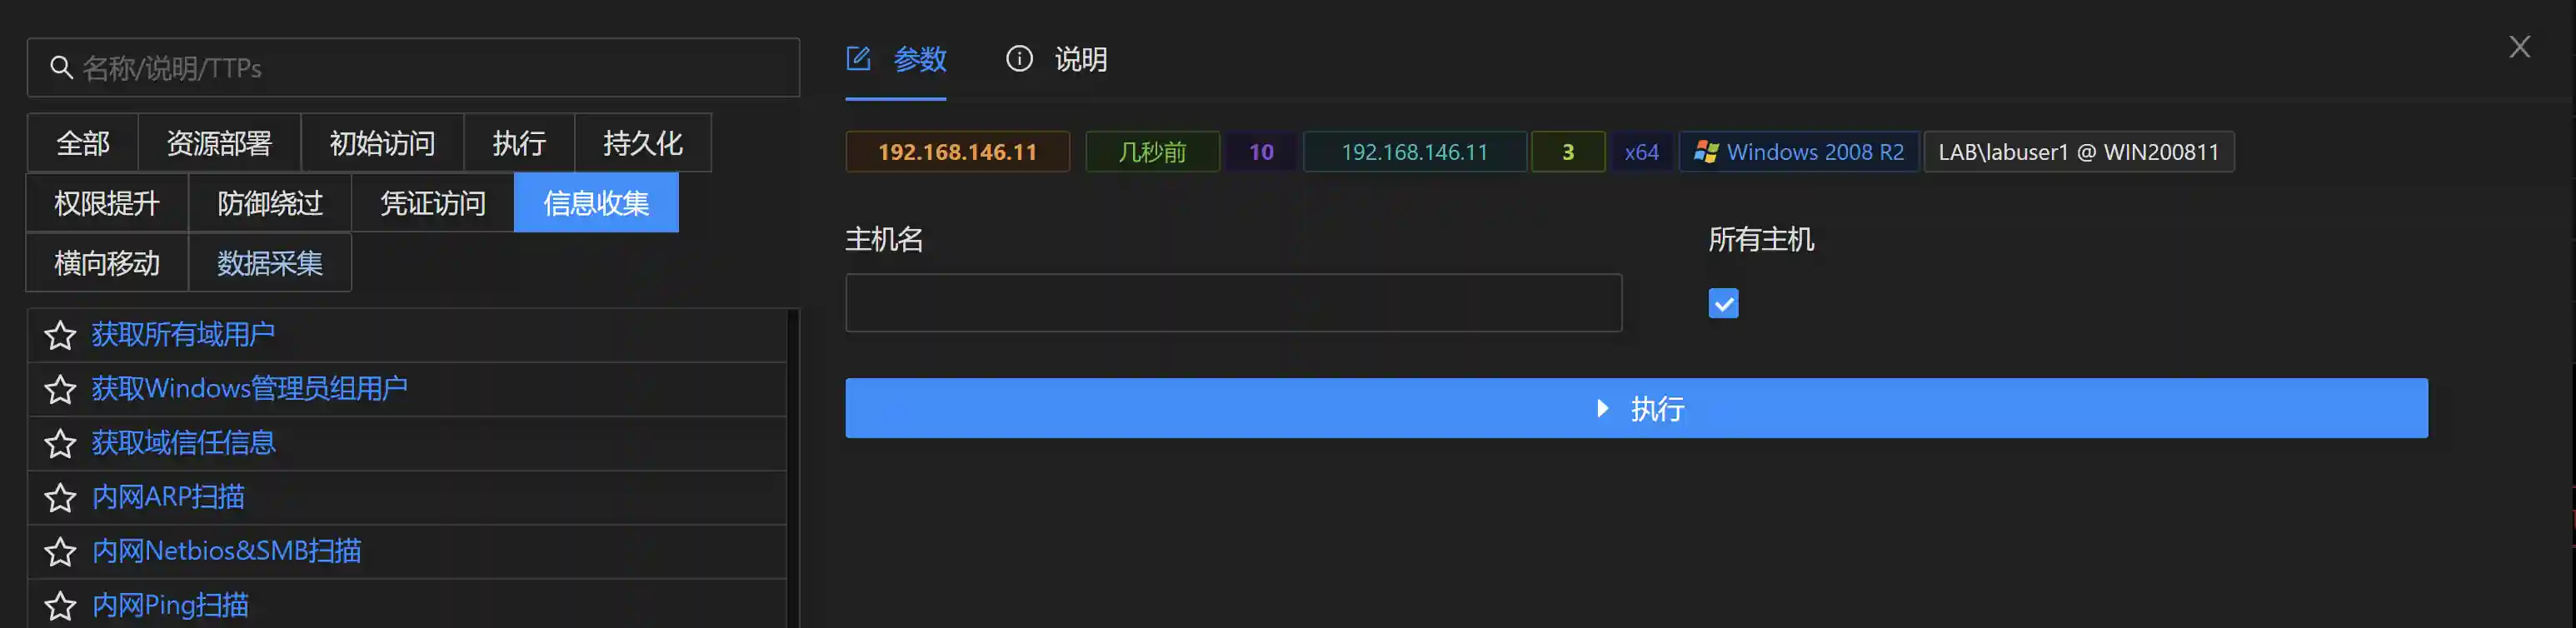 名称/说明/TTPs
全部 资源部署 初始访问 执行 持久化
权限提升 防御绕过 凭证访问 信息收集
横向移动 数据采集
获取所有域用户
获取Windows管理员组用户
获取域信任信息
内网ARP扫描
内网Netbios&SMB扫描
内网Ping扫描
参数 说明
192.168.146.11 几秒前 10 192.168.146.11 3 x64 Windows 2008 R2 LAB\labuser1 @ WIN200811
主机名 所有主机
执行